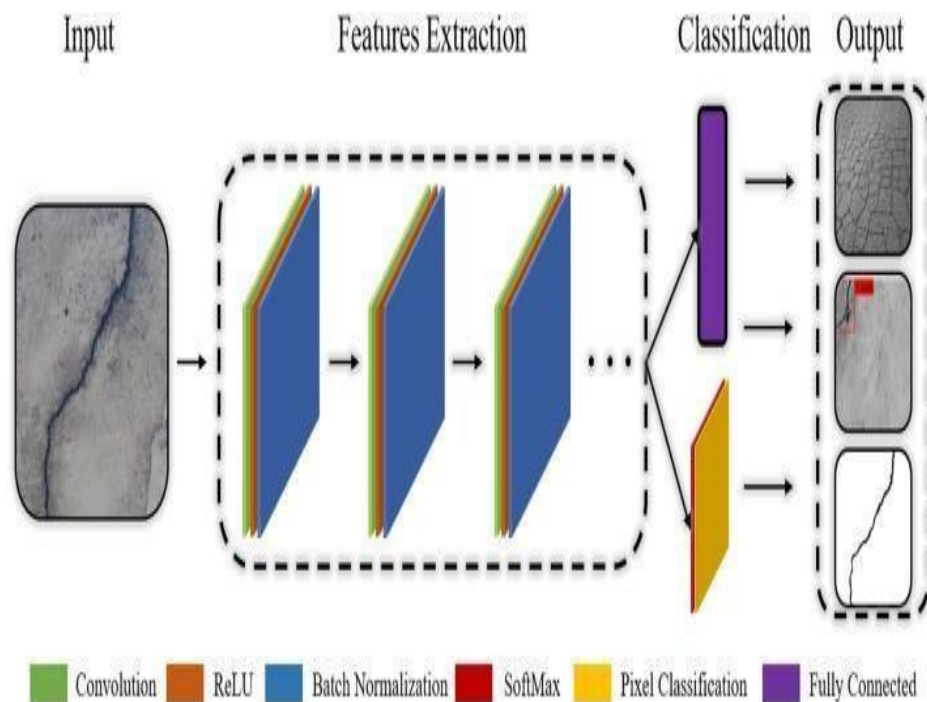 Input Features Extraction Classification Output
Convolution ReLU Batch Normalization SoftMax Pixel Classification Fully Connected